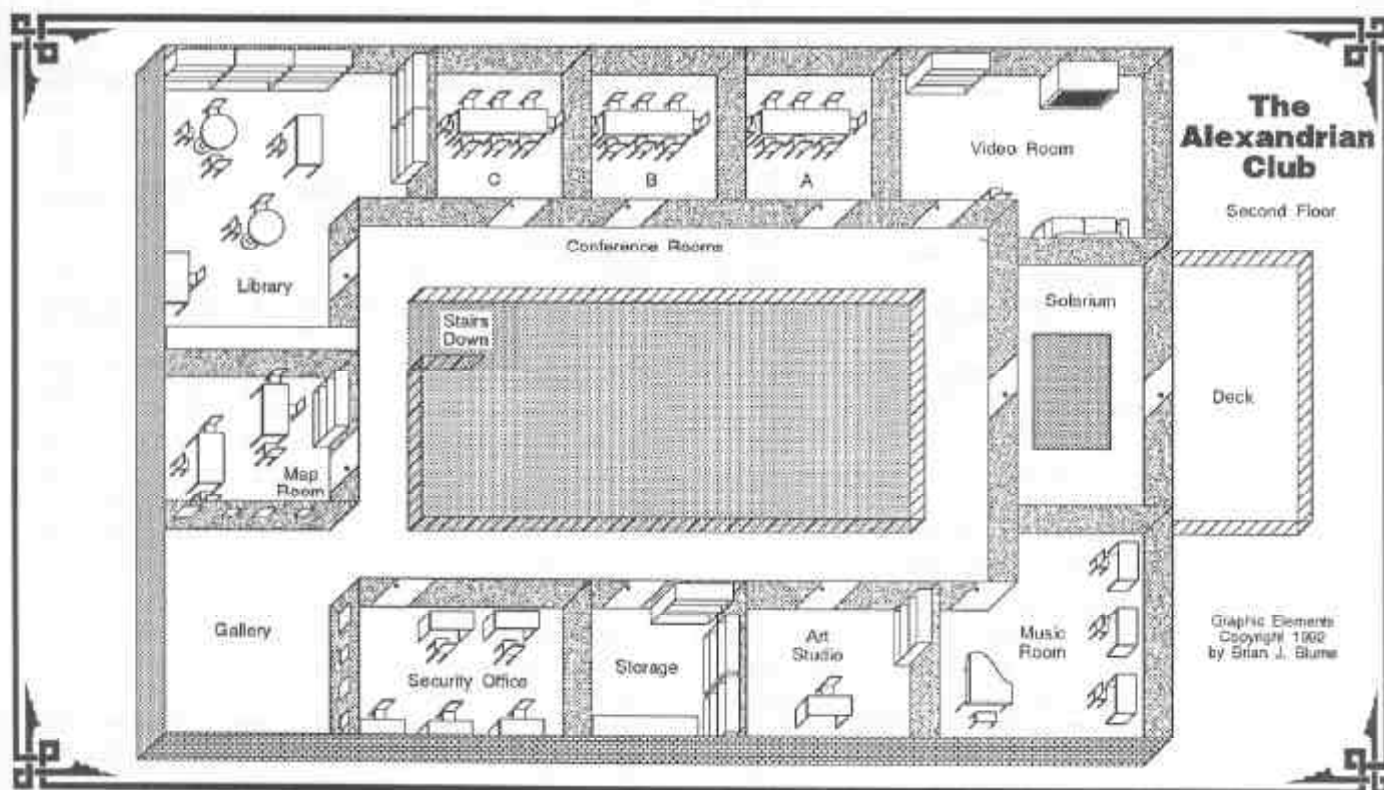 The
Alexandrian
Club
Second Floor
C
B
A
Video Room
Conference Rooms
Library
Stairs
Down
Solarium
Deck
Map
Room
Gallery
Security Office
Storage
Art
Studio
Music
Room
Graphic Elements
Copyright 1992
by Brian J. Blume